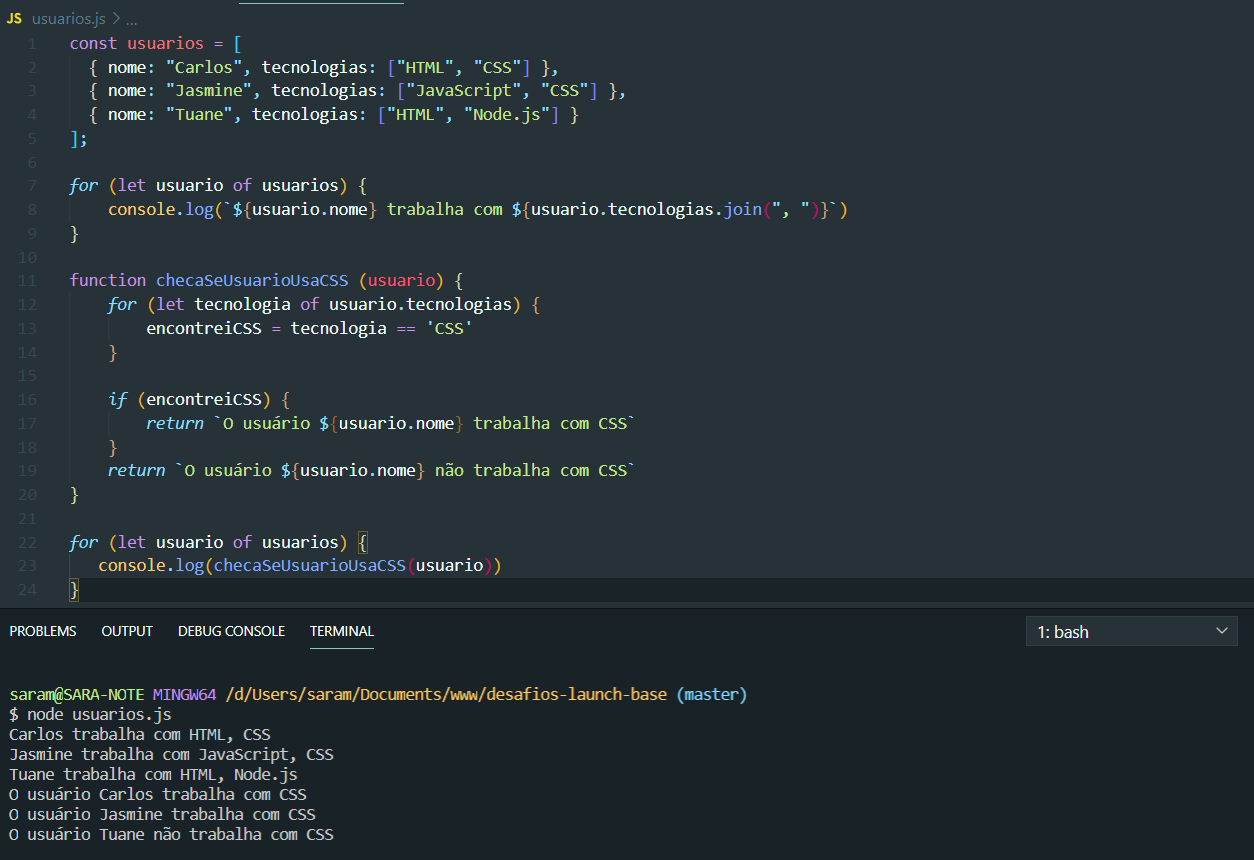 JS usuarios.js > ...
1 const usuarios = [
2   { nome: "Carlos", tecnologias: ["HTML", "CSS"] },
3   { nome: "Jasmine", tecnologias: ["JavaScript", "CSS"] },
4   { nome: "Tuane", tecnologias: ["HTML", "Node.js"] }
5 ];
6
7 for (let usuario of usuarios) {
8     console.log(`${usuario.nome} trabalha com ${usuario.tecnologias.join(", ")}`)
9 }
10
11 function checaSeUsuarioUsaCSS (usuario) {
12     for (let tecnologia of usuario.tecnologias) {
13         encontreiCSS = tecnologia == 'CSS'
14     }
15
16     if (encontreiCSS) {
17         return `O usuário ${usuario.nome} trabalha com CSS`
18     }
19     return `O usuário ${usuario.nome} não trabalha com CSS`
20 }
21
22 for (let usuario of usuarios) {
23    console.log(checaSeUsuarioUsaCSS(usuario))
24 }
PROBLEMS OUTPUT DEBUG CONSOLE TERMINAL 1: bash
saram@SARA-NOTE MINGW64 /d/Users/saram/Documents/www/desafios-launch-base (master)
$ node usuarios.js
Carlos trabalha com HTML, CSS
Jasmine trabalha com JavaScript, CSS
Tuane trabalha com HTML, Node.js
O usuário Carlos trabalha com CSS
O usuário Jasmine trabalha com CSS
O usuário Tuane não trabalha com CSS